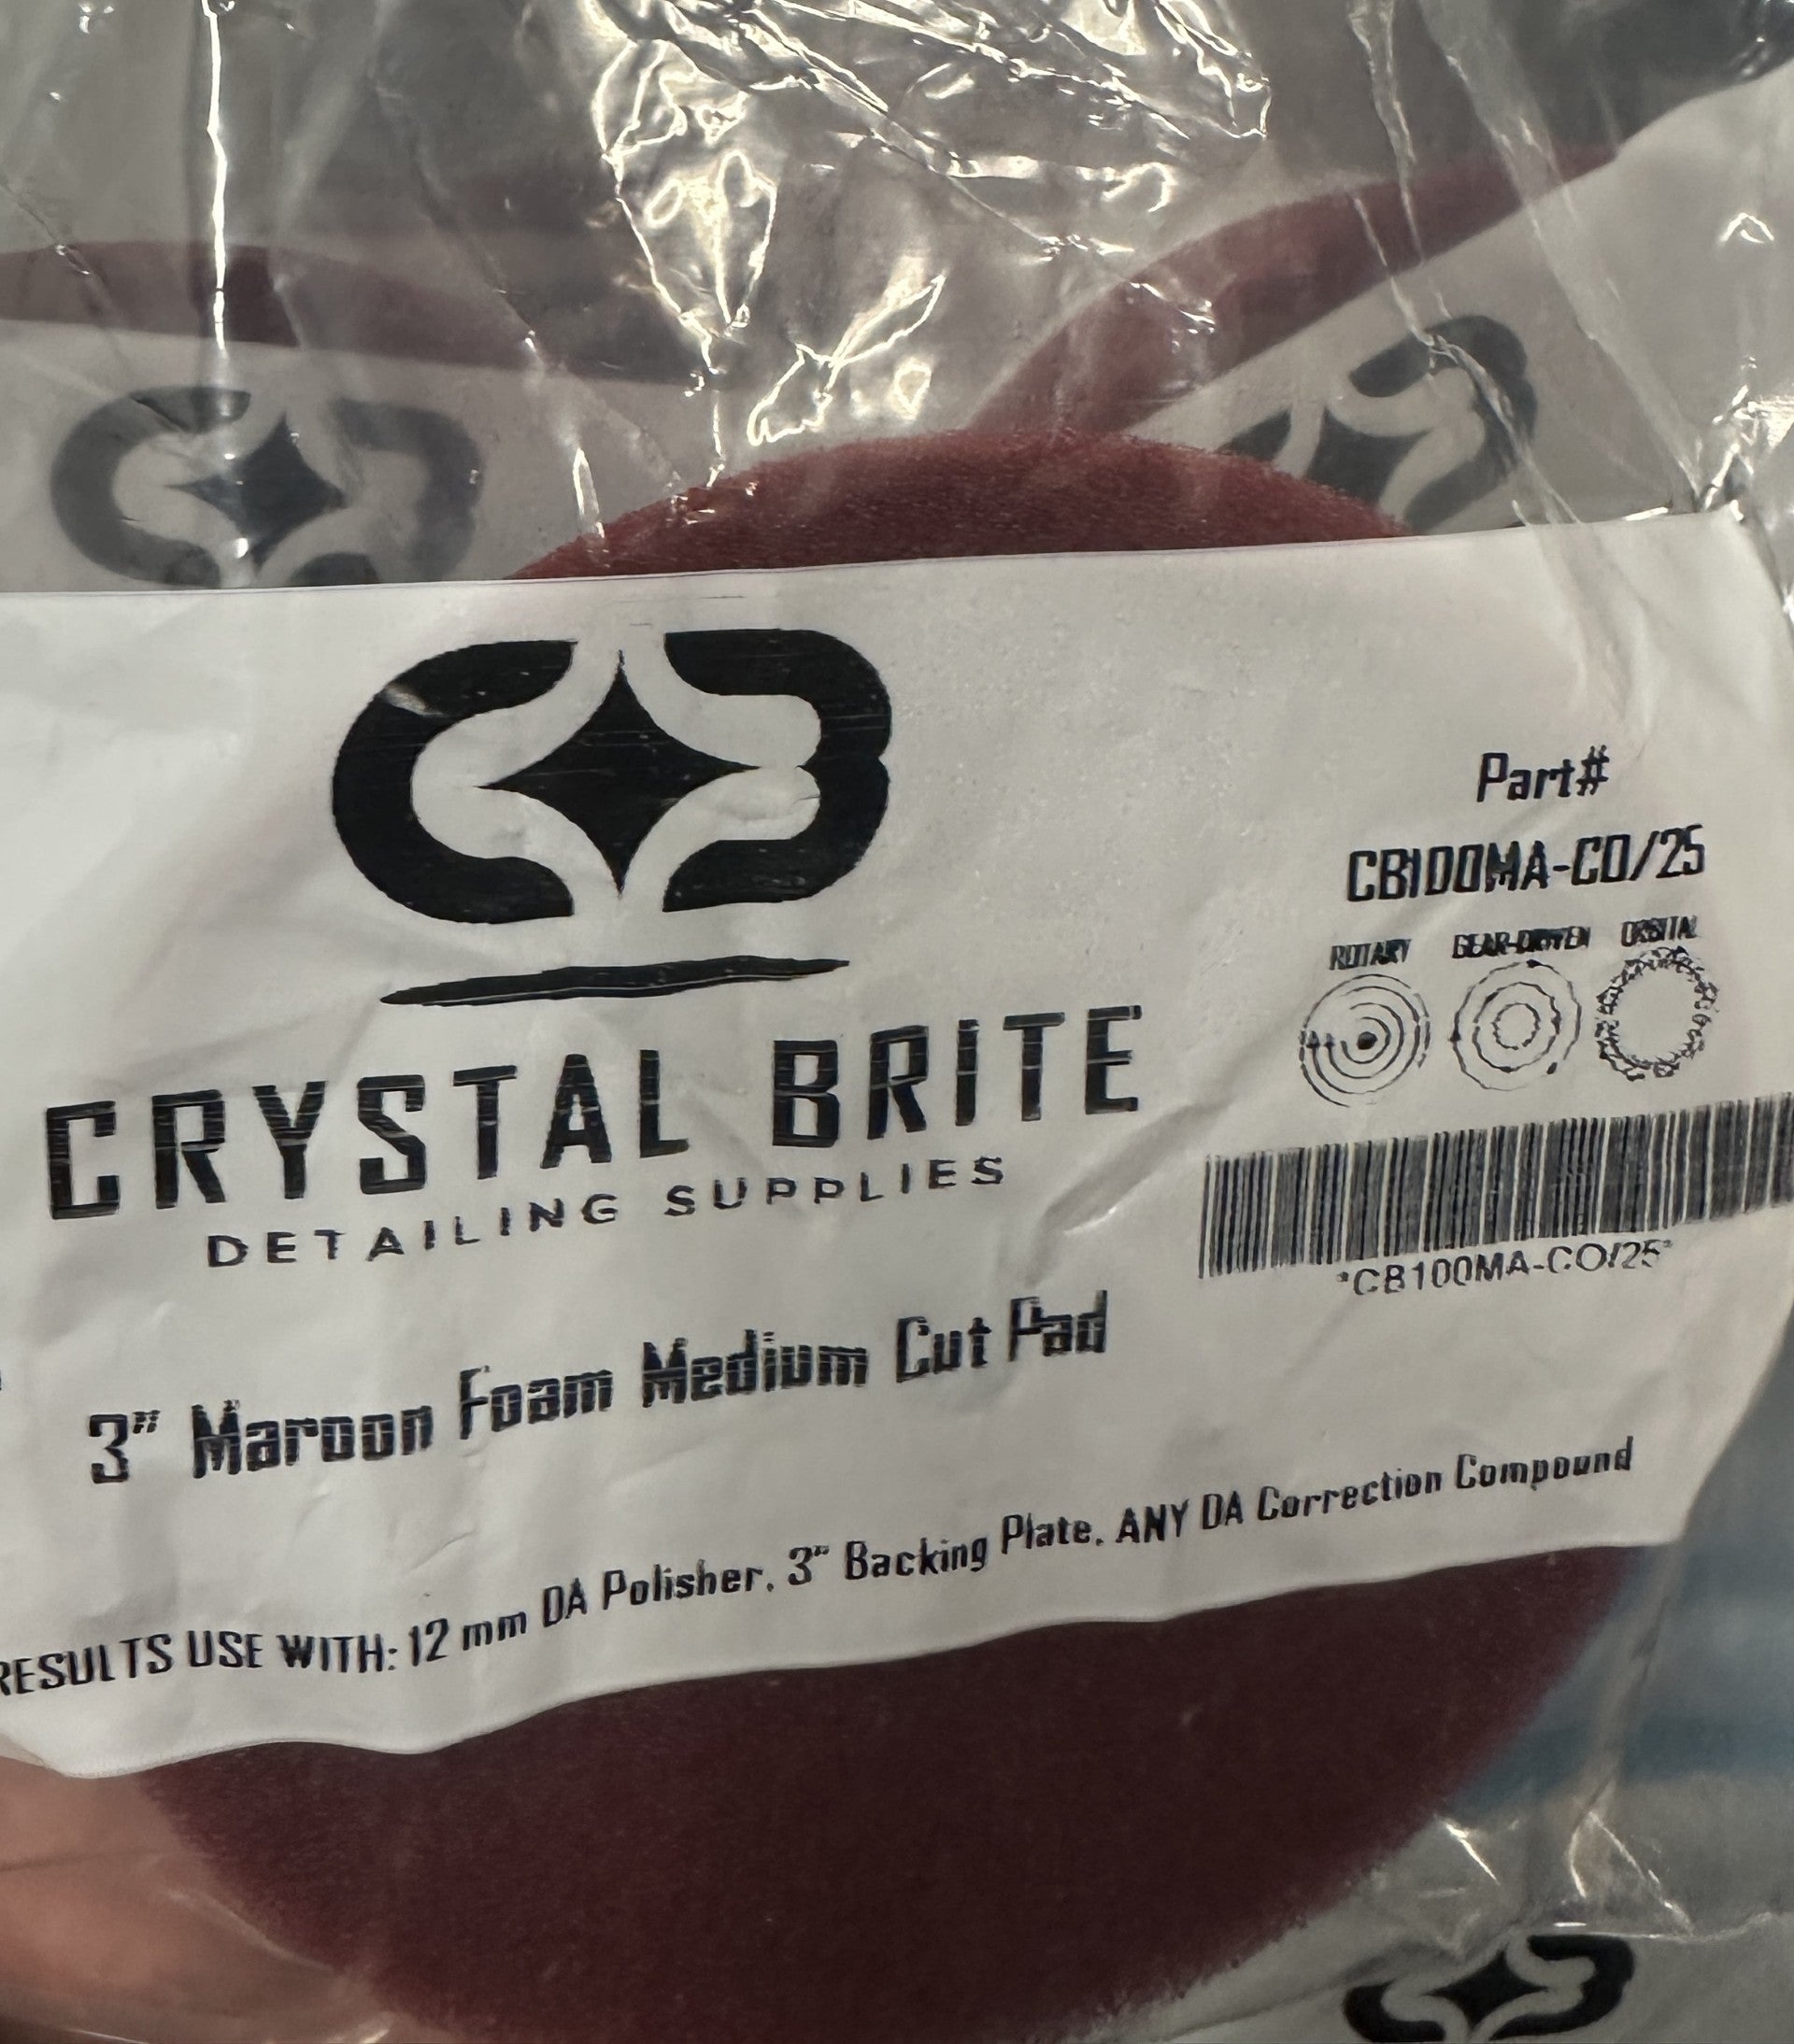 CRYSTAL BRITE
DETAILING SUPPLIES
3" Maroon Foam Medium Cut Pad
RESULTS USE WITH: 12 mm DA Polisher, 3" Backing Plate, ANY DA Correction Compound
Part#
CB100MA-CO/25
ROTARY GEAR-DRIVEN ORBITAL
*CB100MA-CO/25*